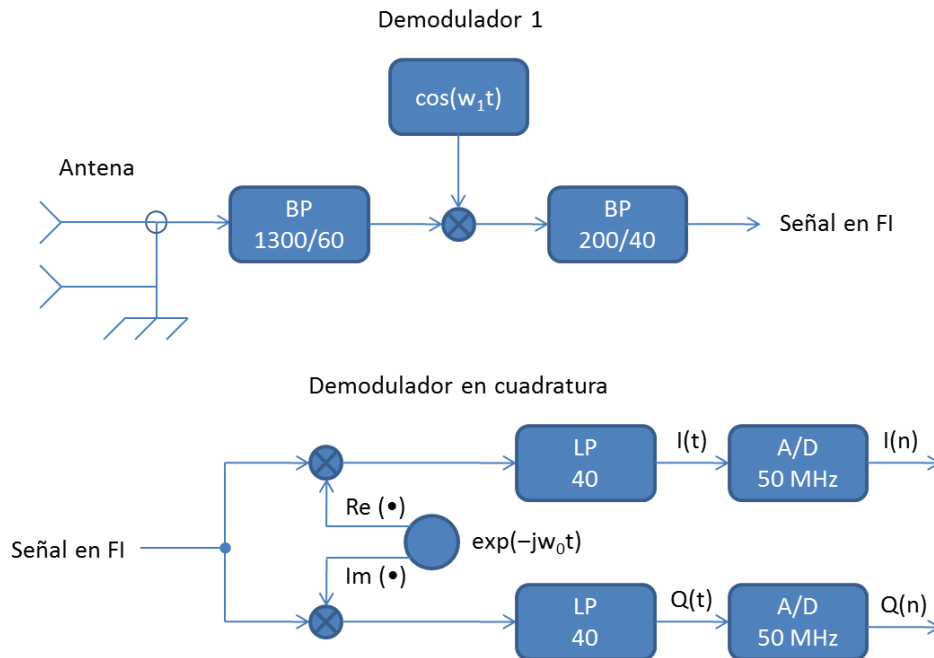 Demodulador 1
cos(w₁t)
Antena
BP
1300/60
BP
200/40
Señal en FI
Demodulador en cuadratura
LP
40
I(t)
A/D
50 MHz
I(n)
Re (•)
Señal en FI
exp(–jw₀t)
Im (•)
LP
40
Q(t)
A/D
50 MHz
Q(n)